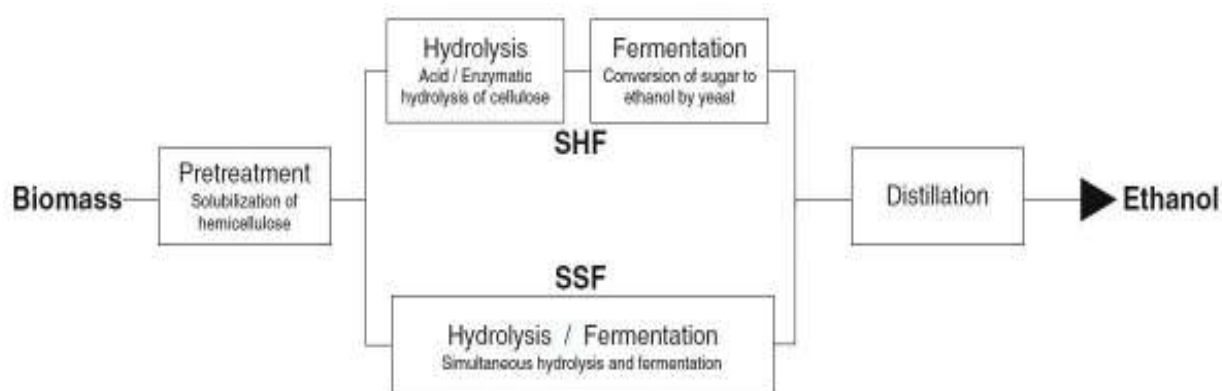 Biomass
Pretreatment
Solubilization of
hemicellulose
Hydrolysis
Acid / Enzymatic
hydrolysis of cellulose
Fermentation
Conversion of sugar to
ethanol by yeast
SHF
SSF
Hydrolysis / Fermentation
Simultaneous hydrolysis and fermentation
Distillation
Ethanol